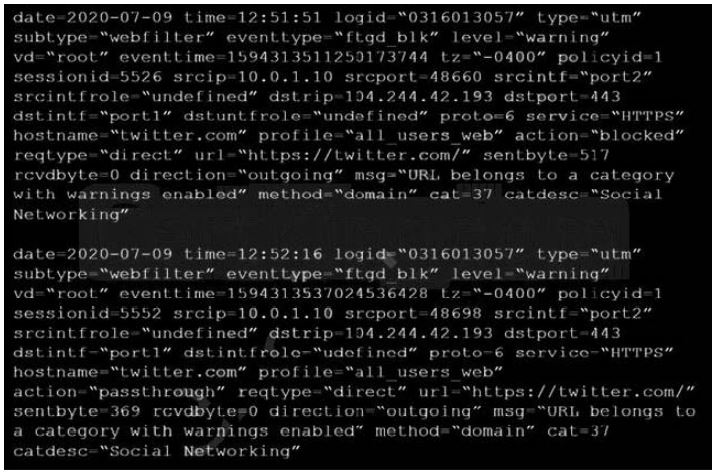 date=2020-07-09 time=12:51:51 logid="0316013057" type="utm"
subtype="webfilter" eventtype="ftgd_blk" level="warning"
vd="root" eventtime=1594313511250173744 tz="-0400" policyid=1
sessionid=5526 srcip=10.0.1.10 srcport=48660 srcintf="port2"
srcintfrole="undefined" dstrip=104.244.42.193 dstport=443
dstintf="port1" dstuntfrole="undefined" proto=6 service="HTTPS"
hostname="twitter.com" profile="all_users_web" action="blocked"
reqtype="direct" url="https://twitter.com/" sentbyte=517
rcvdbyte=0 direction="outgoing" msg="URL belongs to a category
with warnings enabled" method="domain" cat=37 catdesc="Social
Networking"
date=2020-07-09 time=12:52:16 logid="0316013057" type="utm"
subtype="webfilter" eventtype="ftgd_blk" level="warning"
vd="root" eventtime=1594313537024536428 tz="-0400" policyid=1
sessionid=5552 srcip=10.0.1.10 srcport=48698 srcintf="port2"
srcintfrole="undefined" dstrip=104.244.42.193 dstport=443
dstintf="port1" dstintfrole="udefined" proto=6 service="HTTPS"
hostname="twitter.com" profile="all_users_web"
action="passthrough" reqtype="direct" url="https://twitter.com/"
sentbyte=369 rcvdbyte=0 direction="outgoing" msg="URL belongs to
a category with warnings enabled" method="domain" cat=37
catdesc="Social Networking"